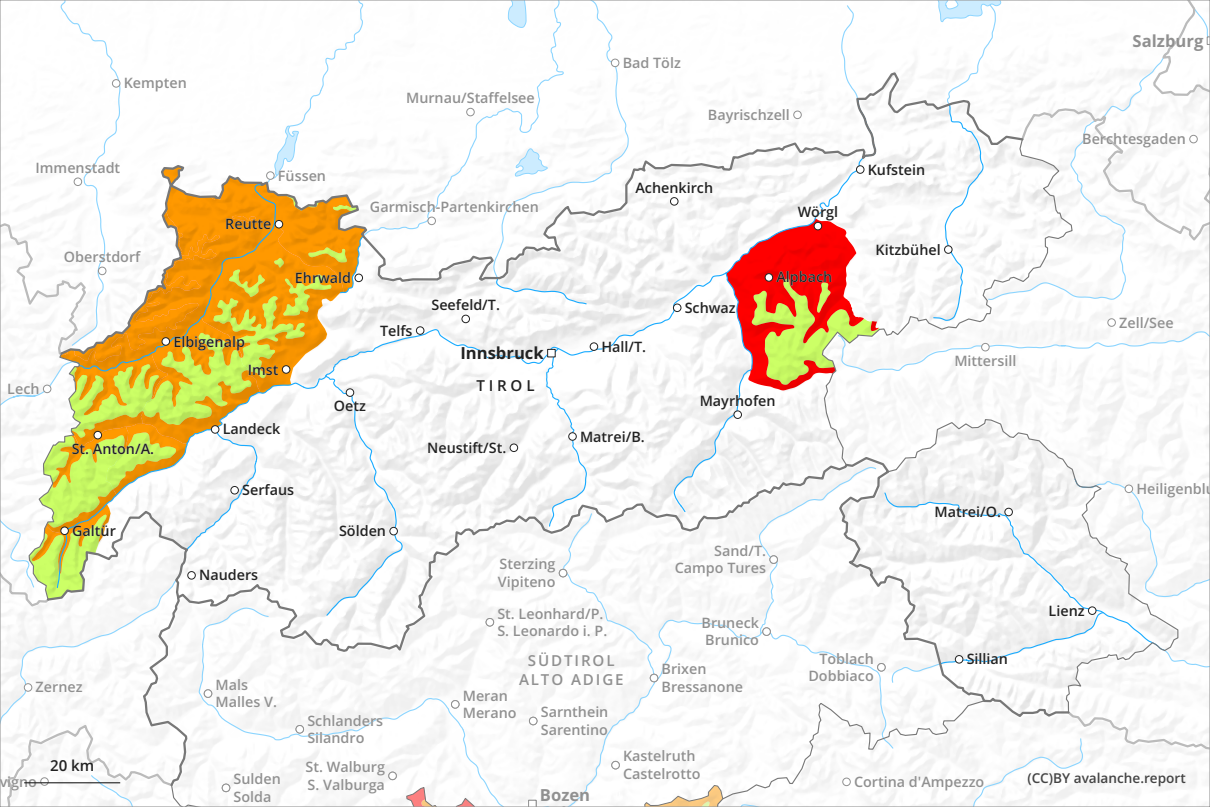 Salzburg
Bad Tölz
Kempten
Murnau/Staffelsee
Bayrischzell
Berchtesgaden
Immenstadt
Füssen
Kufstein
Achenkirch
Garmisch-Partenkirchen
Wörgl
Reutte
Kitzbühel
Oberstdorf
Ehrwald
Alpbach
Seefeld/T.
Schwaz
Telfs
Zell/See
Elbigenalp
Innsbruck
Hall/T.
Mittersill
Imst
TIROL
Lech
Mayrhofen
Oetz
Landeck
Matrei/B.
St. Anton/A.
Neustift/St.
Serfaus
Heiligenblu
Matrei/O.
Galtür
Sölden
Sand/T.
Campo Tures
Sterzing
Vipiteno
Nauders
St. Leonhard/P.
S. Leonardo i. P.
Lienz
Bruneck
Brunico
SÜDTIROL
ALTO ADIGE
Toblach
Dobbiaco
Sillian
Brixen
Bressanone
Zernez
Mals
Malles V.
Meran
Merano
Sarnthein
Sarentino
Schlanders
Silandro
Kastelruth
Castelrotto
20 km
St. Walburg
S. Valburga
vigno
Sulden
Solda
Cortina d'Ampezzo
(CC)BY avalanche.report
Bozen